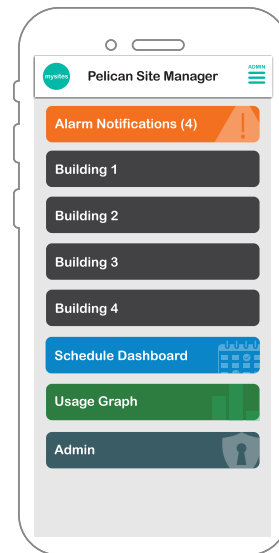 mysites
Pelican Site Manager
ADMIN
Alarm Notifications (4)
Building 1
Building 2
Building 3
Building 4
Schedule Dashboard
Usage Graph
Admin